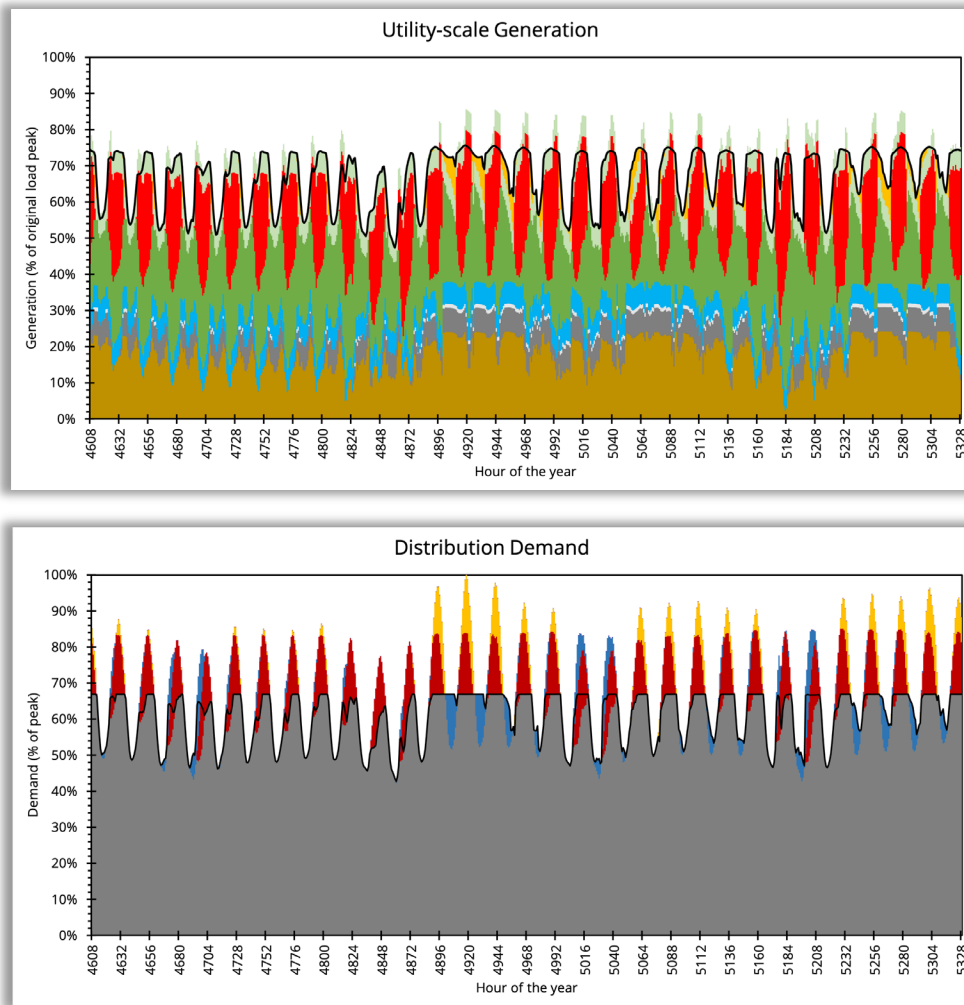 Utility-scale Generation
100%
90%
80%
70%
60%
50%
40%
30%
20%
10%
0%
Generation (% of original load peak)
4608 4632 4656 4680 4704 4728 4752 4776 4800 4824 4848 4872 4896 4920 4944 4968 4992 5016 5040 5064 5088 5112 5136 5160 5184 5208 5232 5256 5280 5304 5328
Hour of the year
Distribution Demand
100%
90%
80%
70%
60%
50%
40%
30%
20%
10%
0%
Demand (% of peak)
4608 4632 4656 4680 4704 4728 4752 4776 4800 4824 4848 4872 4896 4920 4944 4968 4992 5016 5040 5064 5088 5112 5136 5160 5184 5208 5232 5256 5280 5304 5328
Hour of the year